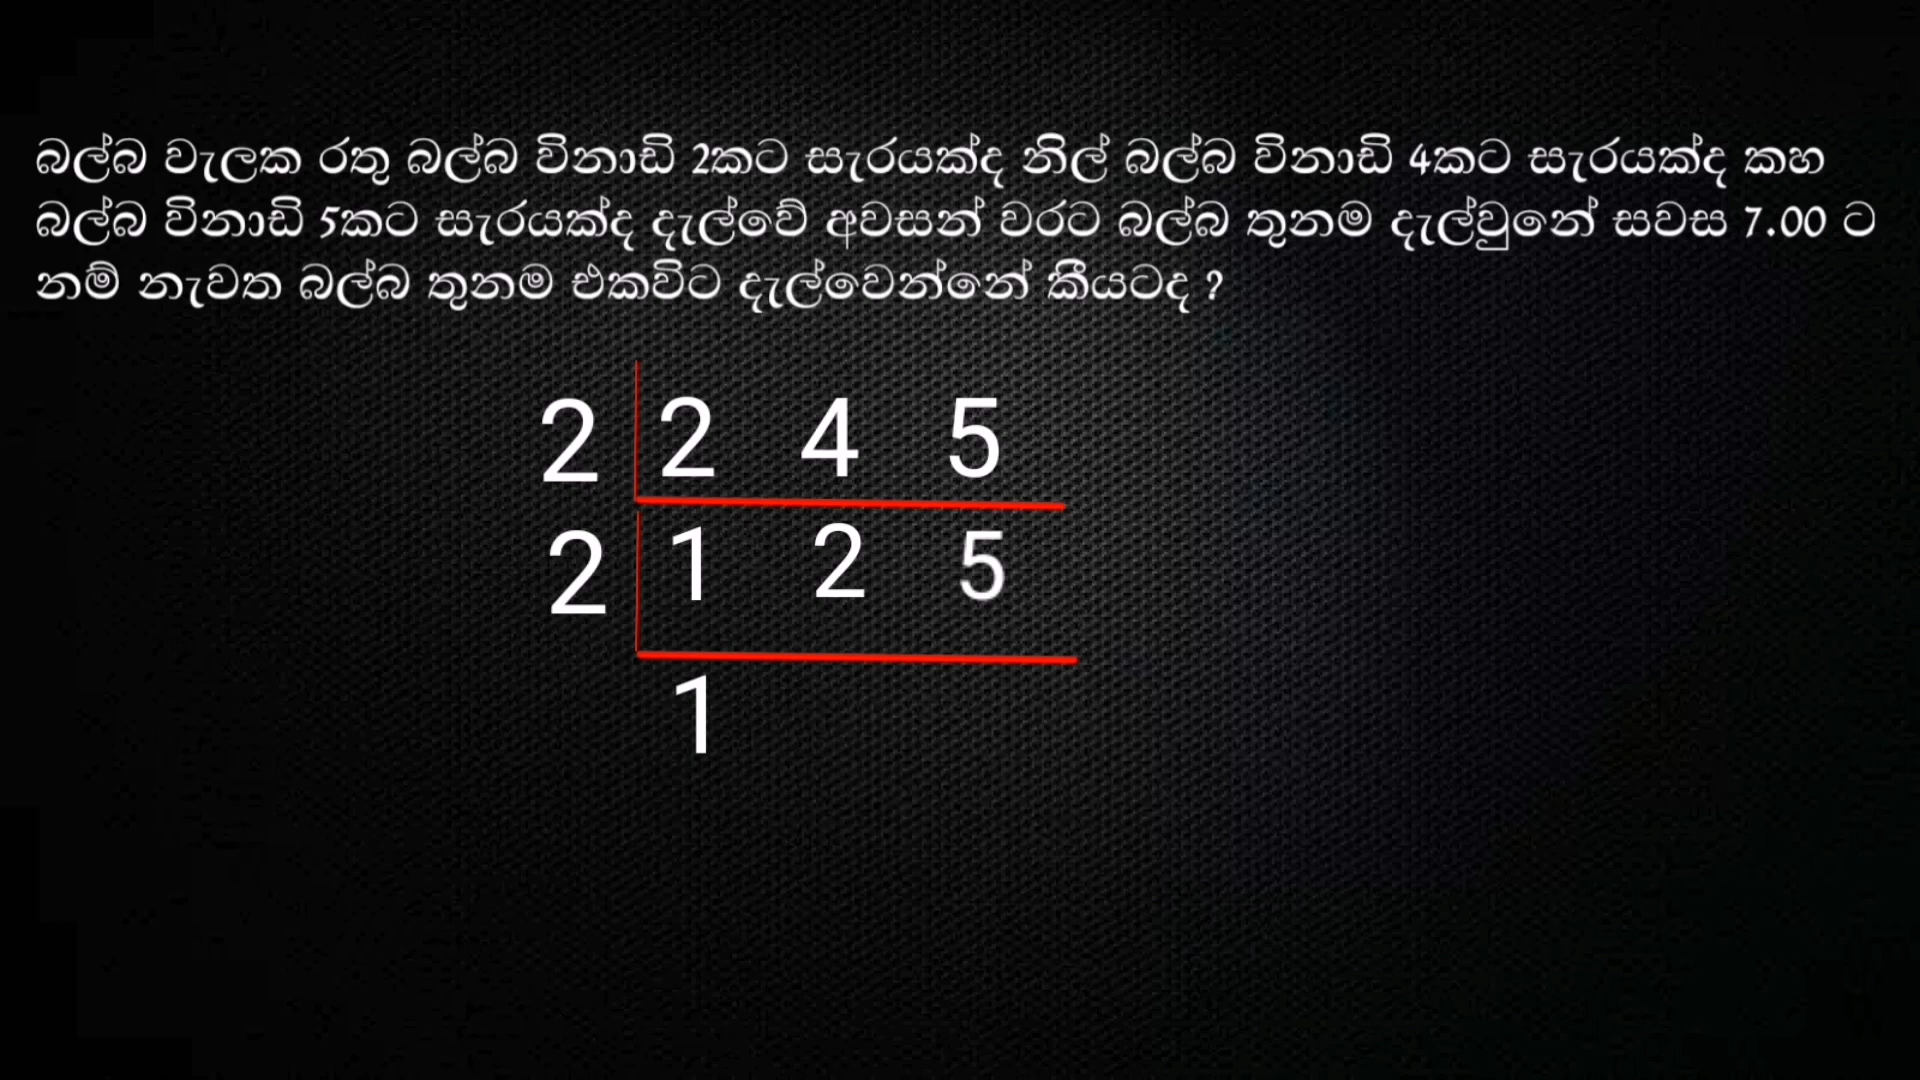 බල්බ වැලක රතු බල්බ විනාඩි 2කට සැරයක්ද නිල් බල්බ විනාඩි 4කට සැරයක්ද කහ
බල්බ විනාඩි 5කට සැරයක්ද දැල්වේ අවසන් වරට බල්බ තුනම දැල්වුනේ සවස 7.00 ට
නම් නැවත බල්බ තුනම එකවිට දැල්වෙන්නේ කීයටද ?
2 2 4 5
2 1 2 5
1